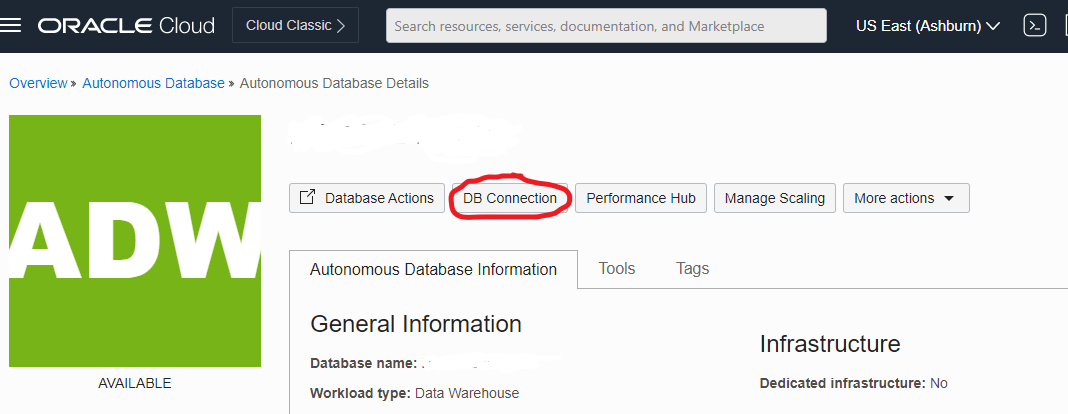 ORACLE Cloud Cloud Classic Search resources, services, documentation, and Marketplace US East (Ashburn)
Overview » Autonomous Database » Autonomous Database Details
ADW
Database Actions DB Connection Performance Hub Manage Scaling More actions
Autonomous Database Information Tools Tags
General Information
Infrastructure
Database name:
Dedicated infrastructure: No
AVAILABLE
Workload type: Data Warehouse